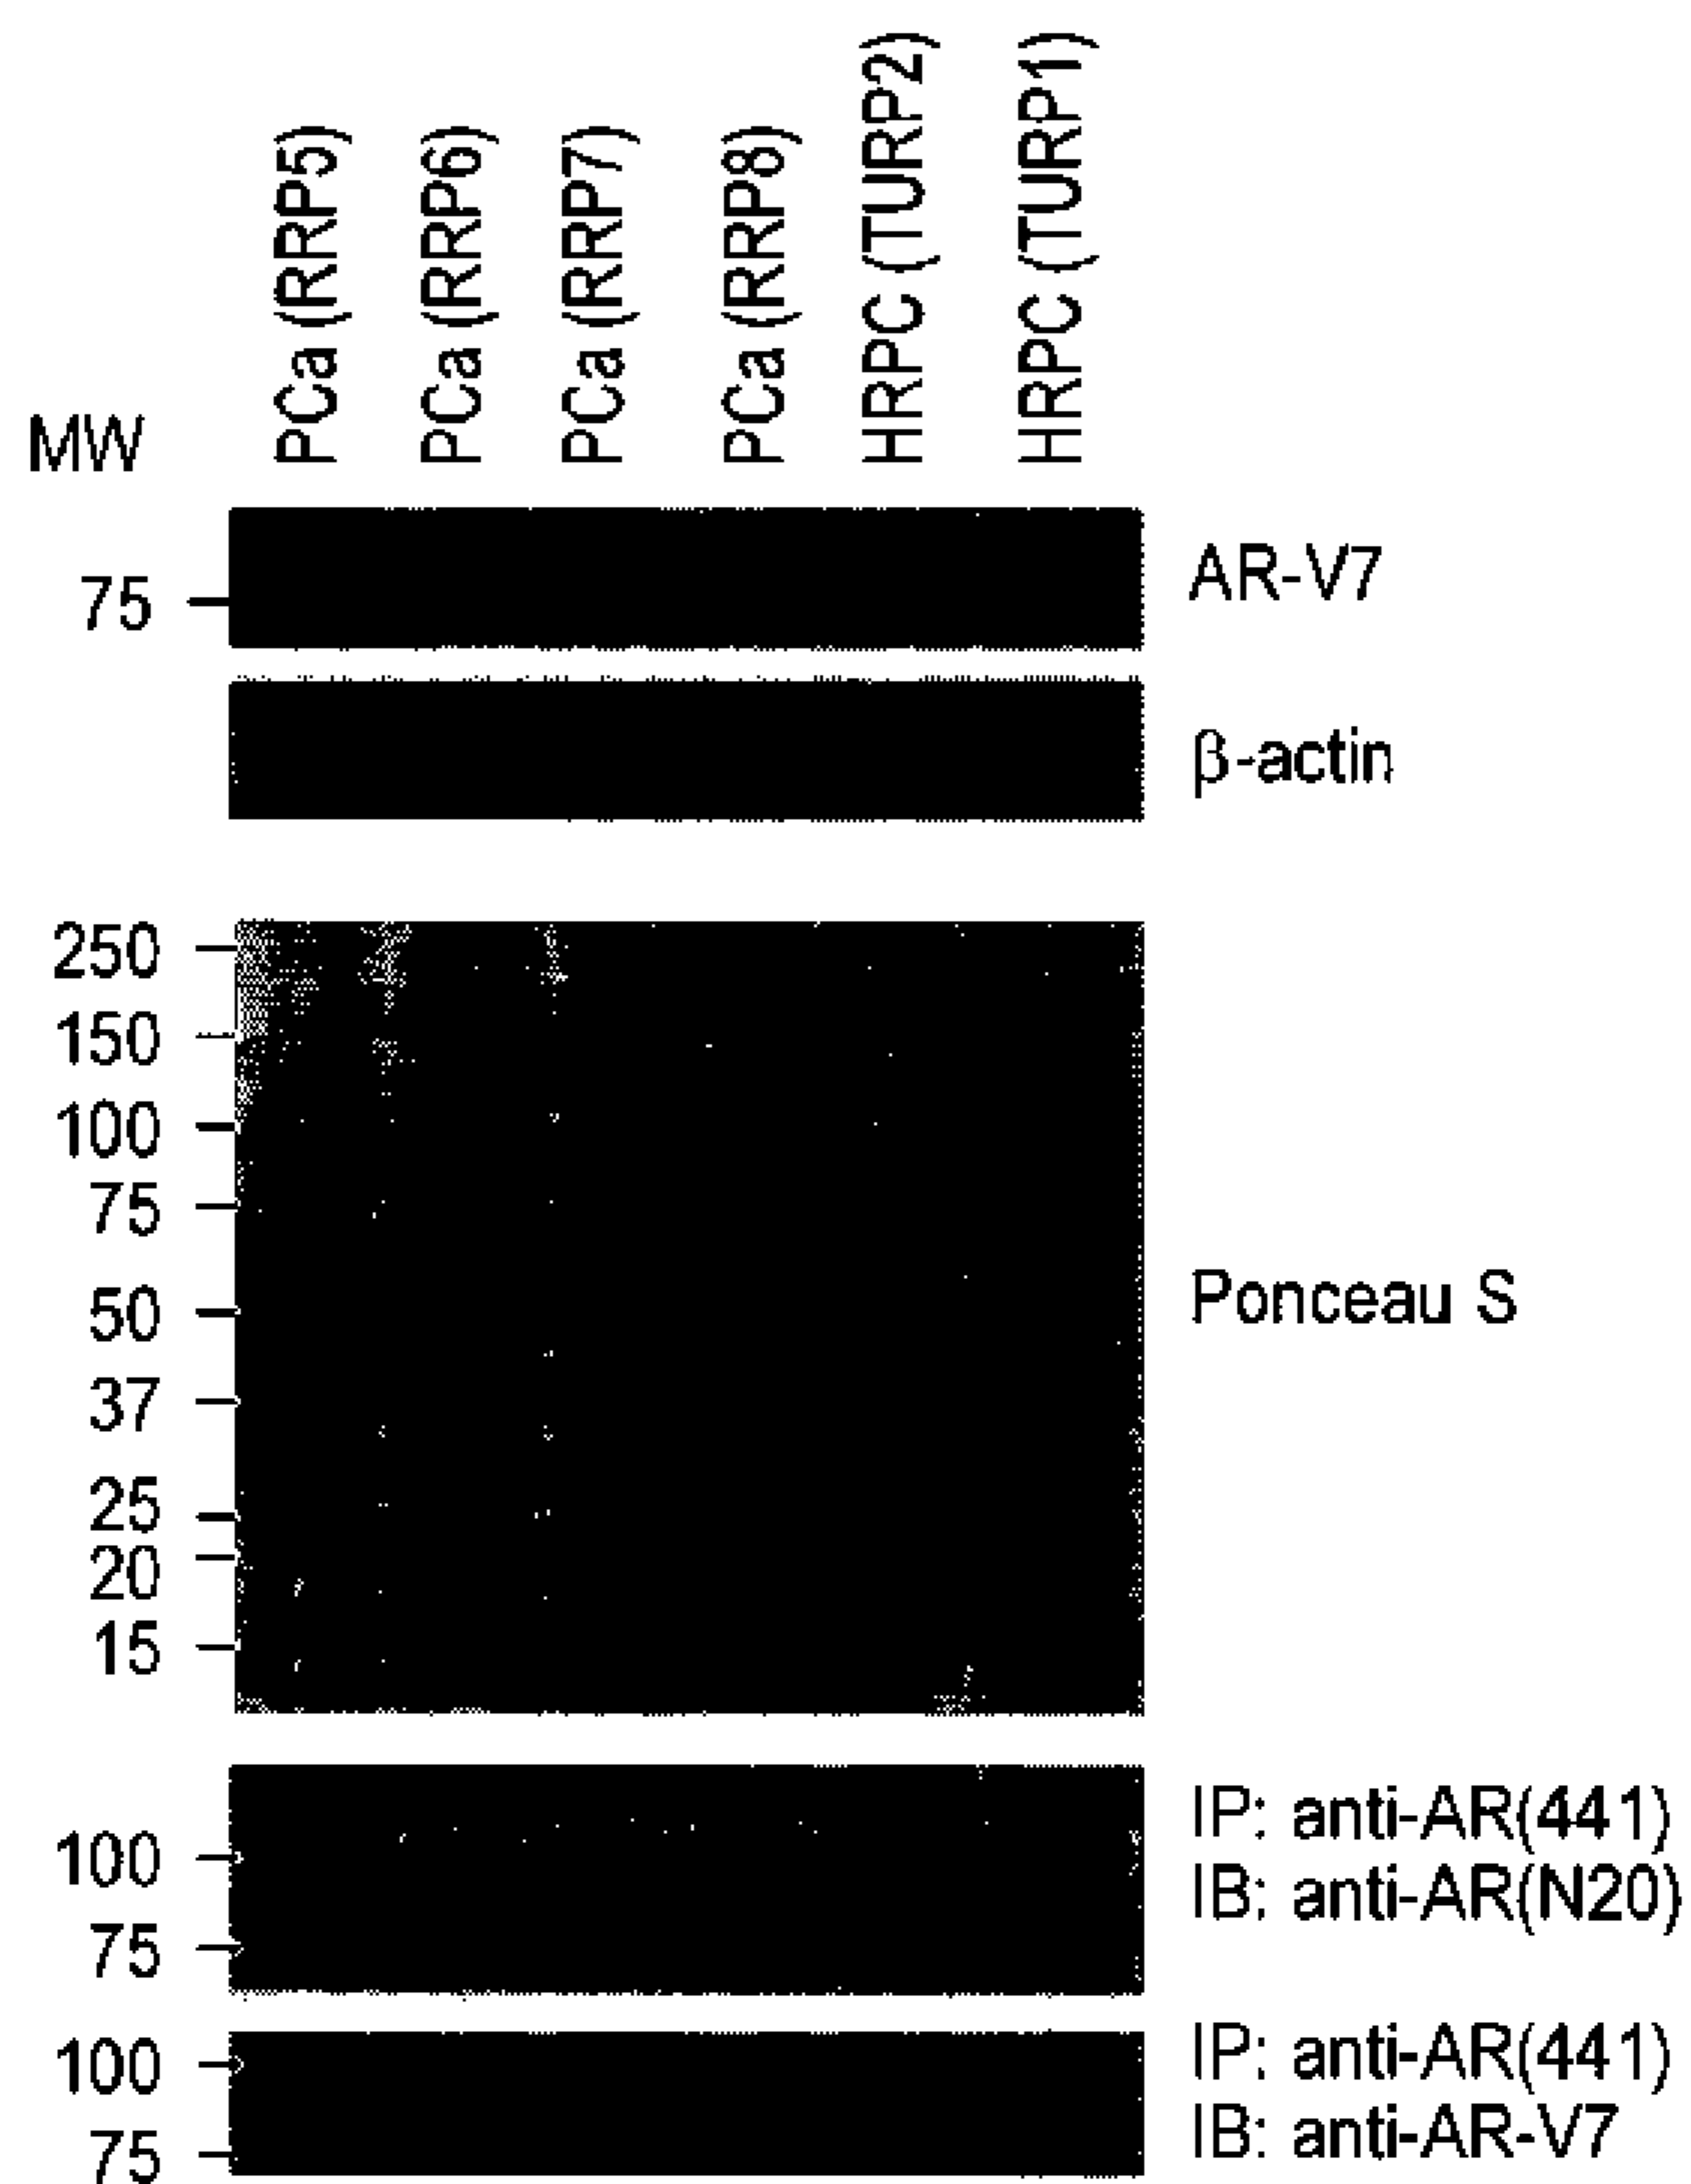 PCa (RRP5)
PCa (RRP6)
PCa (RRP7)
PCa (RRP8)
HRPC (TURP2)
HRPC (TURP1)
MW
75
AR-V7
β-actin
250
150
100
75
50
37
25
20
15
Ponceau S
100
75
IP: anti-AR(441)
IB: anti-AR(N20)
100
75
IP: anti-AR(441)
IB: anti-AR-V7